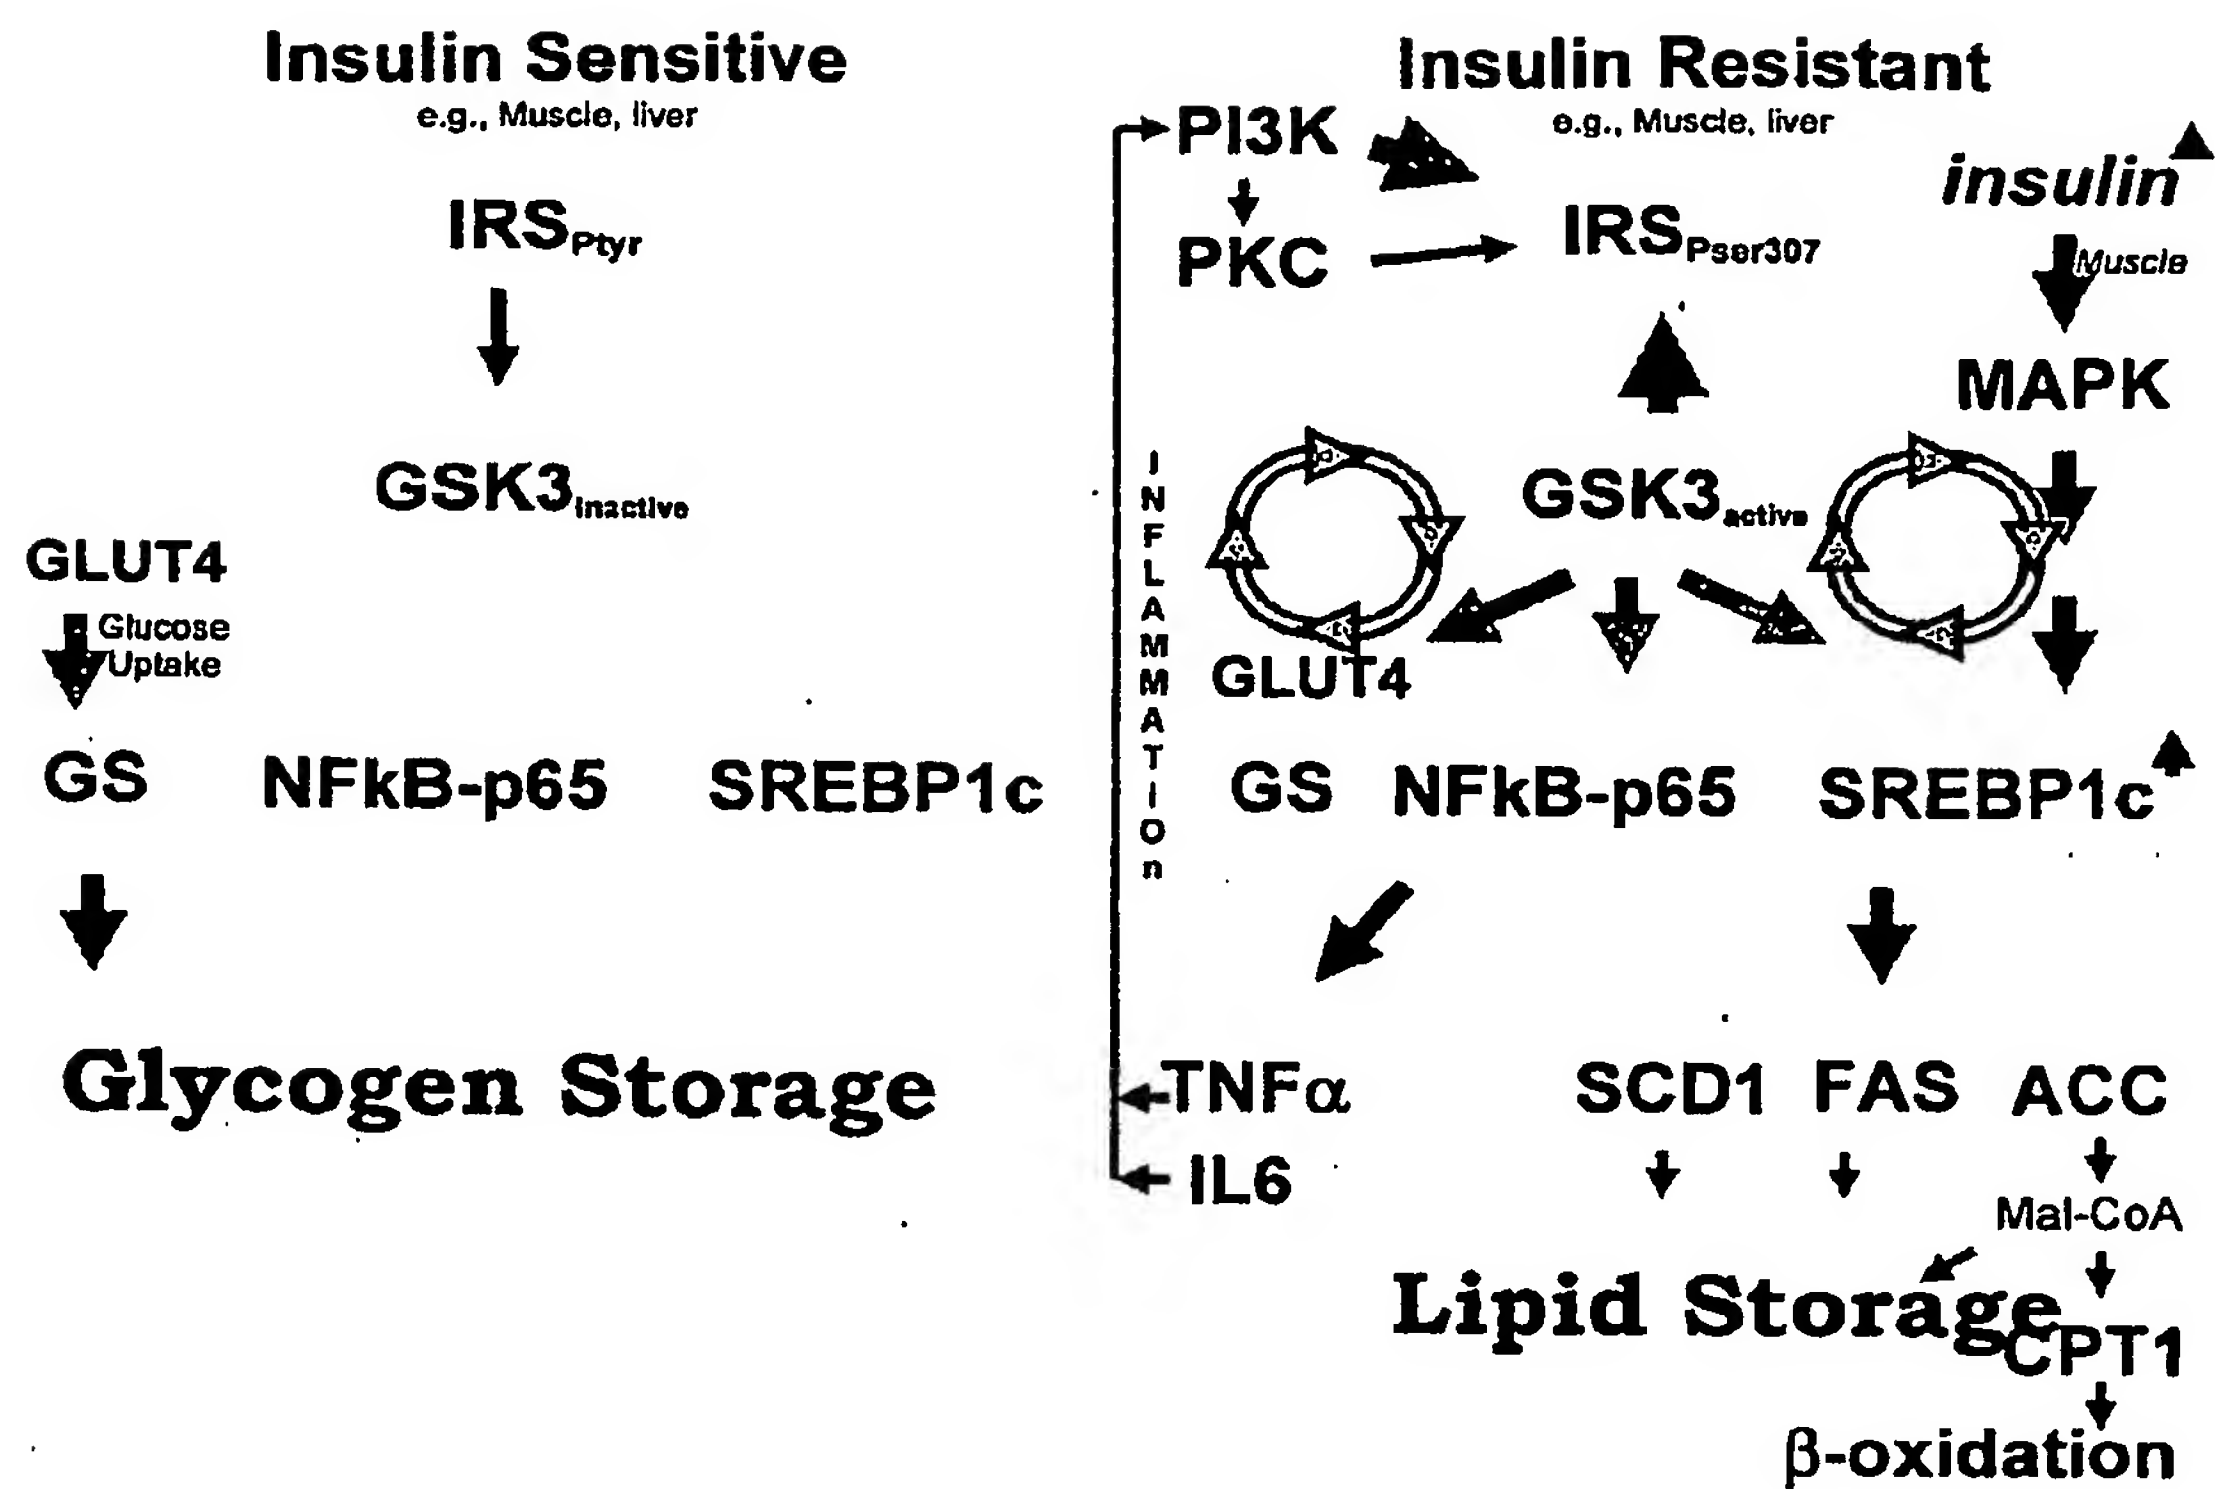 Insulin Sensitive
e.g., Muscle, liver
IRSPtyr
GSK3Inactive
GLUT4
Glucose
Uptake
GS NFkB-p65 SREBP1c
Glycogen Storage
Insulin Resistant
e.g., Muscle, liver
PI3K
PKC
IRSPser307
insulin
Muscle
MAPK
GSK3active
INFLAMMATIOn
GLUT4
GS NFkB-p65 SREBP1c
TNFα
IL6
SCD1 FAS ACC
Mal-CoA
Lipid Storage
CPT1
β-oxidation